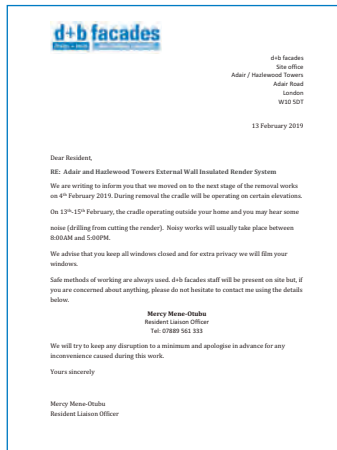 d+b facades
d+b facades
Site office
Adair / Hazlewood Towers
Adair Road
London
W10 5DT
13 February 2019
Dear Resident,
RE: Adair and Hazlewood Towers External Wall Insulated Render System
We are writing to inform you that we moved on to the next stage of the removal works
on 4th February 2019. During removal the cradle will be operating on certain elevations.
On 13th-15th February, the cradle operating outside your home and you may hear some
noise (drilling from cutting the render). Noisy works will usually take place between
8:00AM and 5:00PM.
We advise that you keep all windows closed and for extra privacy we will film your
windows.
Safe methods of working are always used. d+b facades staff will be present on site but, if
you are concerned about anything, please do not hesitate to contact me using the details
below.
Mercy Mene-Otubu
Resident Liaison Officer
Tel: 07889 561 333
We will try to keep any disruption to a minimum and apologise in advance for any
inconvenience caused during this work.
Yours sincerely
Mercy Mene-Otubu
Resident Liaison Officer